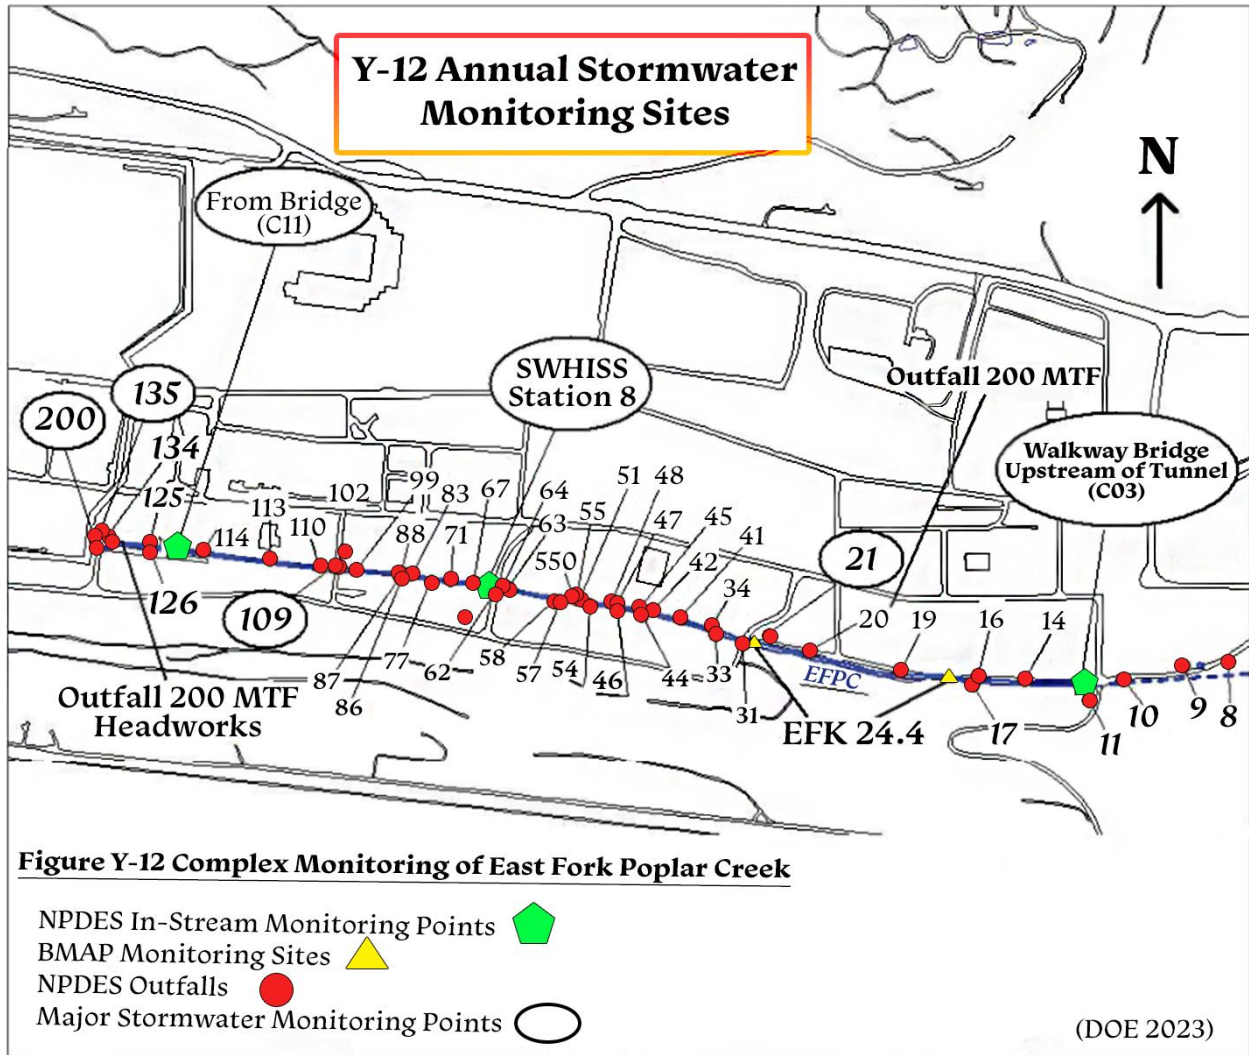 Y-12 Annual Stormwater
Monitoring Sites
N
From Bridge
(C11)
SWHISS
Station 8
Outfall 200 MTF
135
200
134
Walkway Bridge
Upstream of Tunnel
(C03)
125
113
102
99
83
67
64
63
55
51
48
47
45
41
21
114
110
88
71
550
42
34
20
19
16
14
126
109
87
86
77
62
58
57
54
46
44
33
31
EFPC
17
11
10
9
8
Outfall 200 MTF
Headworks
EFK 24.4
Figure Y-12 Complex Monitoring of East Fork Poplar Creek
NPDES In-Stream Monitoring Points
BMAP Monitoring Sites
NPDES Outfalls
Major Stormwater Monitoring Points
(DOE 2023)